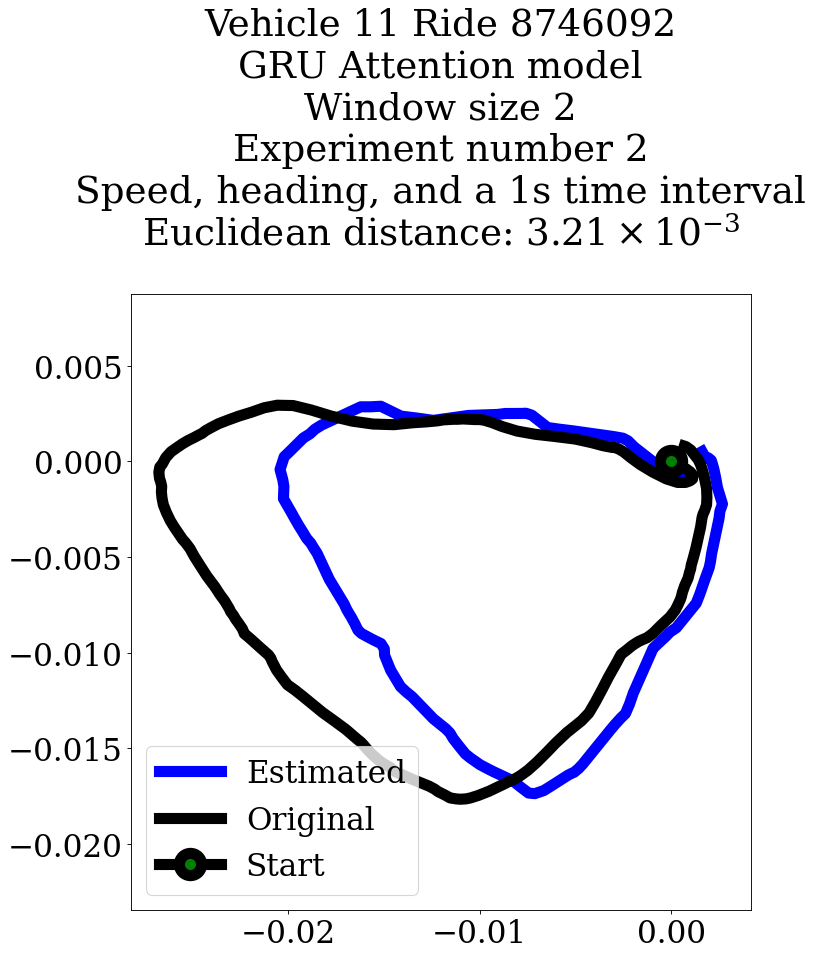 Vehicle 11 Ride 8746092
GRU Attention model
Window size 2
Experiment number 2
Speed, heading, and a 1s time interval
Euclidean distance: 3.21 × 10⁻³
0.005
0.000
−0.005
−0.010
−0.015
−0.020
Estimated
Original
Start
−0.02
−0.01
0.00